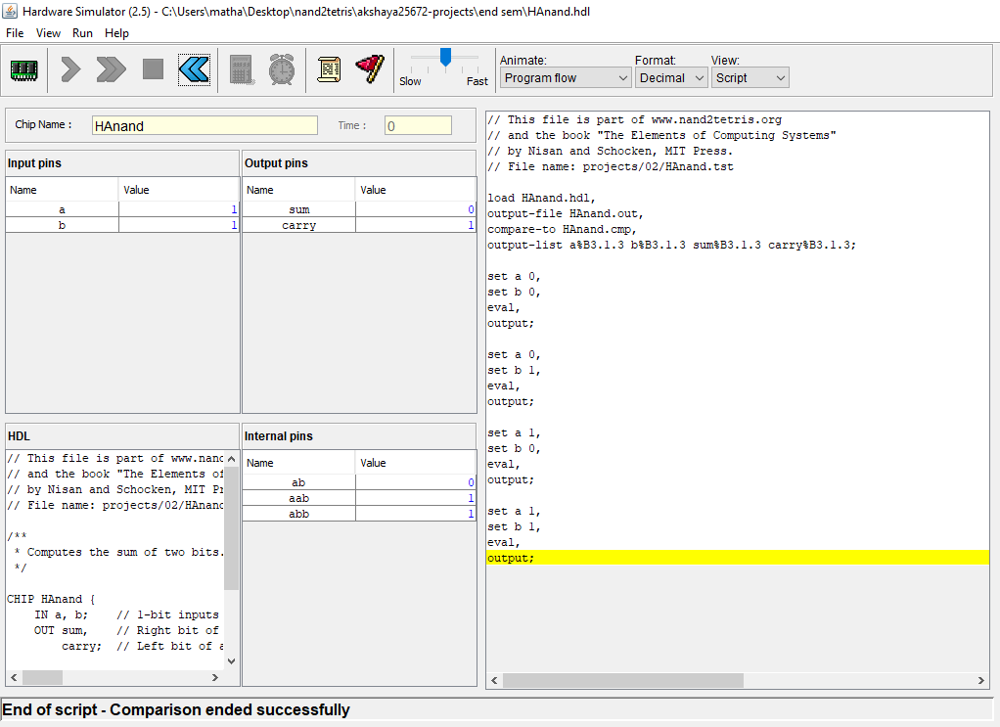 Hardware Simulator (2.5) - C:\Users\matha\Desktop\nand2tetris\akshaya25672-projects\end sem\HAnand.hdl
File View Run Help
Slow Fast
Animate: Format: View:
Program flow Decimal Script
Chip Name : HAnand Time : 0
Input pins
Name Value
a 1
b 1
Output pins
Name Value
sum 0
carry 1
HDL
// This file is part of www.nand
// and the book "The Elements of
// by Nisan and Schocken, MIT Pr
// File name: projects/02/HAnand
/**
* Computes the sum of two bits.
*/
CHIP HAnand {
IN a, b; // 1-bit inputs
OUT sum, // Right bit of
carry; // Left bit of a
Internal pins
Name Value
ab 0
aab 1
abb 1
// This file is part of www.nand2tetris.org
// and the book "The Elements of Computing Systems"
// by Nisan and Schocken, MIT Press.
// File name: projects/02/HAnand.tst
load HAnand.hdl,
output-file HAnand.out,
compare-to HAnand.cmp,
output-list a%B3.1.3 b%B3.1.3 sum%B3.1.3 carry%B3.1.3;
set a 0,
set b 0,
eval,
output;
set a 0,
set b 1,
eval,
output;
set a 1,
set b 0,
eval,
output;
set a 1,
set b 1,
eval,
output;
End of script - Comparison ended successfully